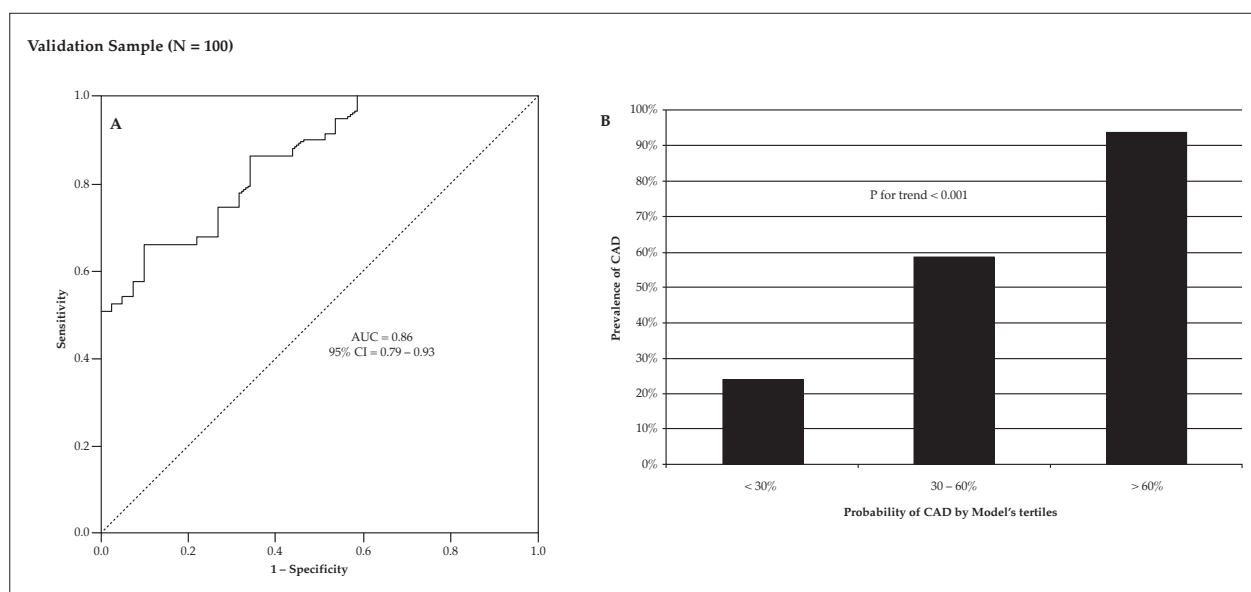 Validation Sample (N = 100)
A
1.0
0.8
0.6
0.4
0.2
0.0
Sensitivity
AUC = 0.86
95% CI = 0.79 – 0.93
0.0 0.2 0.4 0.6 0.8 1.0
1 – Specificity
B
100%
90%
80%
70%
60%
50%
40%
30%
20%
10%
0%
Prevalence of CAD
P for trend < 0.001
< 30% 30 – 60% > 60%
Probability of CAD by Model's tertiles